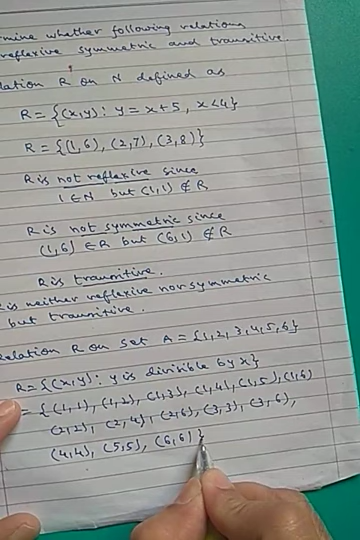 mine whether following relations
reflexive symmetric and transitive
lation R on N defined as
R = {(x,y): y = x+5, x<4}
R = {(1,6), (2,7), (3,8)}
R is not reflexive since
1 ∈ N but (1,1) ∉ R
R is not symmetric since
(1,6) ∈ R but (6,1) ∉ R
R is transitive.
is neither reflexive nor symmetric
but transitive.
Relation R on set A = {1,2,3,4,5,6}
R = {(x,y): y is divisible by x}
= {(1,1), (1,2), (1,3), (1,4), (1,5), (1,6)
(2,2), (2,4), (2,6), (3,3), (3,6),
(4,4), (5,5), (6,6)}